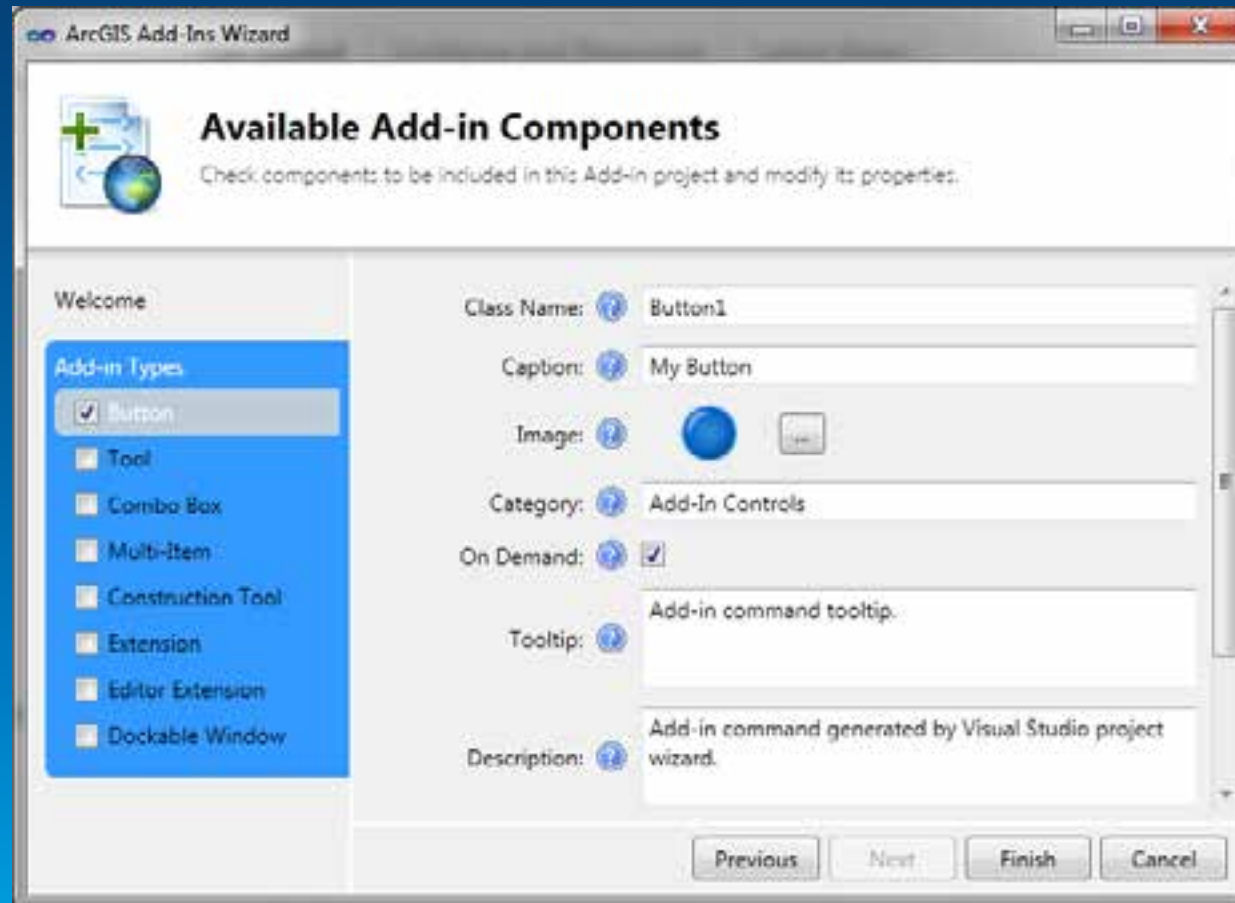 ArcGIS Add-Ins Wizard
Available Add-in Components
Check components to be included in this Add-in project and modify its properties.
Welcome
Add-in Types
Button
Tool
Combo Box
Multi-Item
Construction Tool
Extension
Editor Extension
Dockable Window
Class Name: Button1
Caption: My Button
Image: ...
Category: Add-In Controls
On Demand:
Tooltip: Add-in command tooltip.
Description: Add-in command generated by Visual Studio project
wizard.
Previous Next Finish Cancel